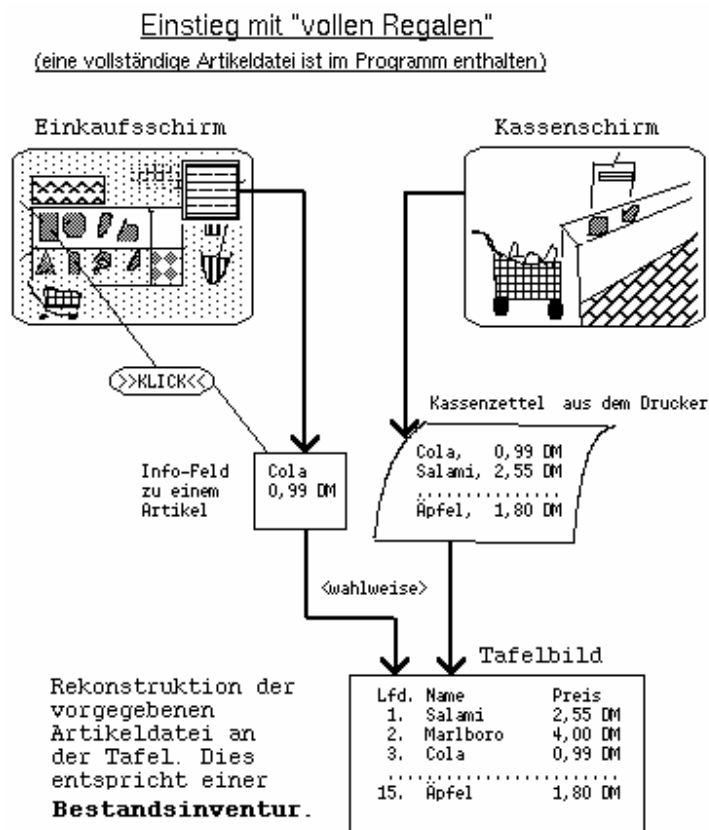 Einstieg mit "vollen Regalen"
(eine vollständige Artikeldatei ist im Programm enthalten)
Einkaufsschirm
Kassenschirm
>>KLICK<<
Kassenzettel aus dem Drucker
Cola, 0,99 DM
Salami, 2,55 DM
...............
Äpfel, 1,80 DM
Info-Feld
zu einem
Artikel
Cola
0,99 DM
<wahlweise>
Tafelbild
Rekonstruktion der
vorgegebenen
Artikeldatei an
der Tafel. Dies
entspricht einer
Bestandsinventur.
Lfd. Name Preis
1. Salami 2,55 DM
2. Marlboro 4,00 DM
3. Cola 0,99 DM
........................
15. Äpfel 1,80 DM